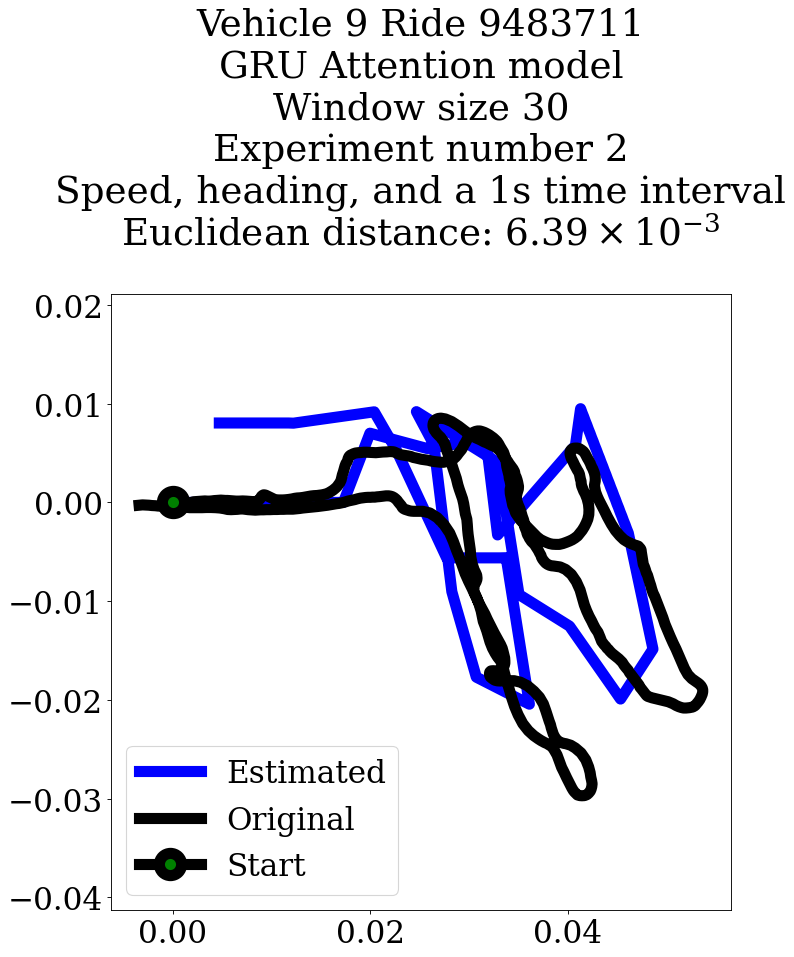 Vehicle 9 Ride 9483711
GRU Attention model
Window size 30
Experiment number 2
Speed, heading, and a 1s time interval
Euclidean distance: 6.39 × 10⁻³
0.02
0.01
0.00
−0.01
−0.02
−0.03
−0.04
Estimated
Original
Start
0.00 0.02 0.04